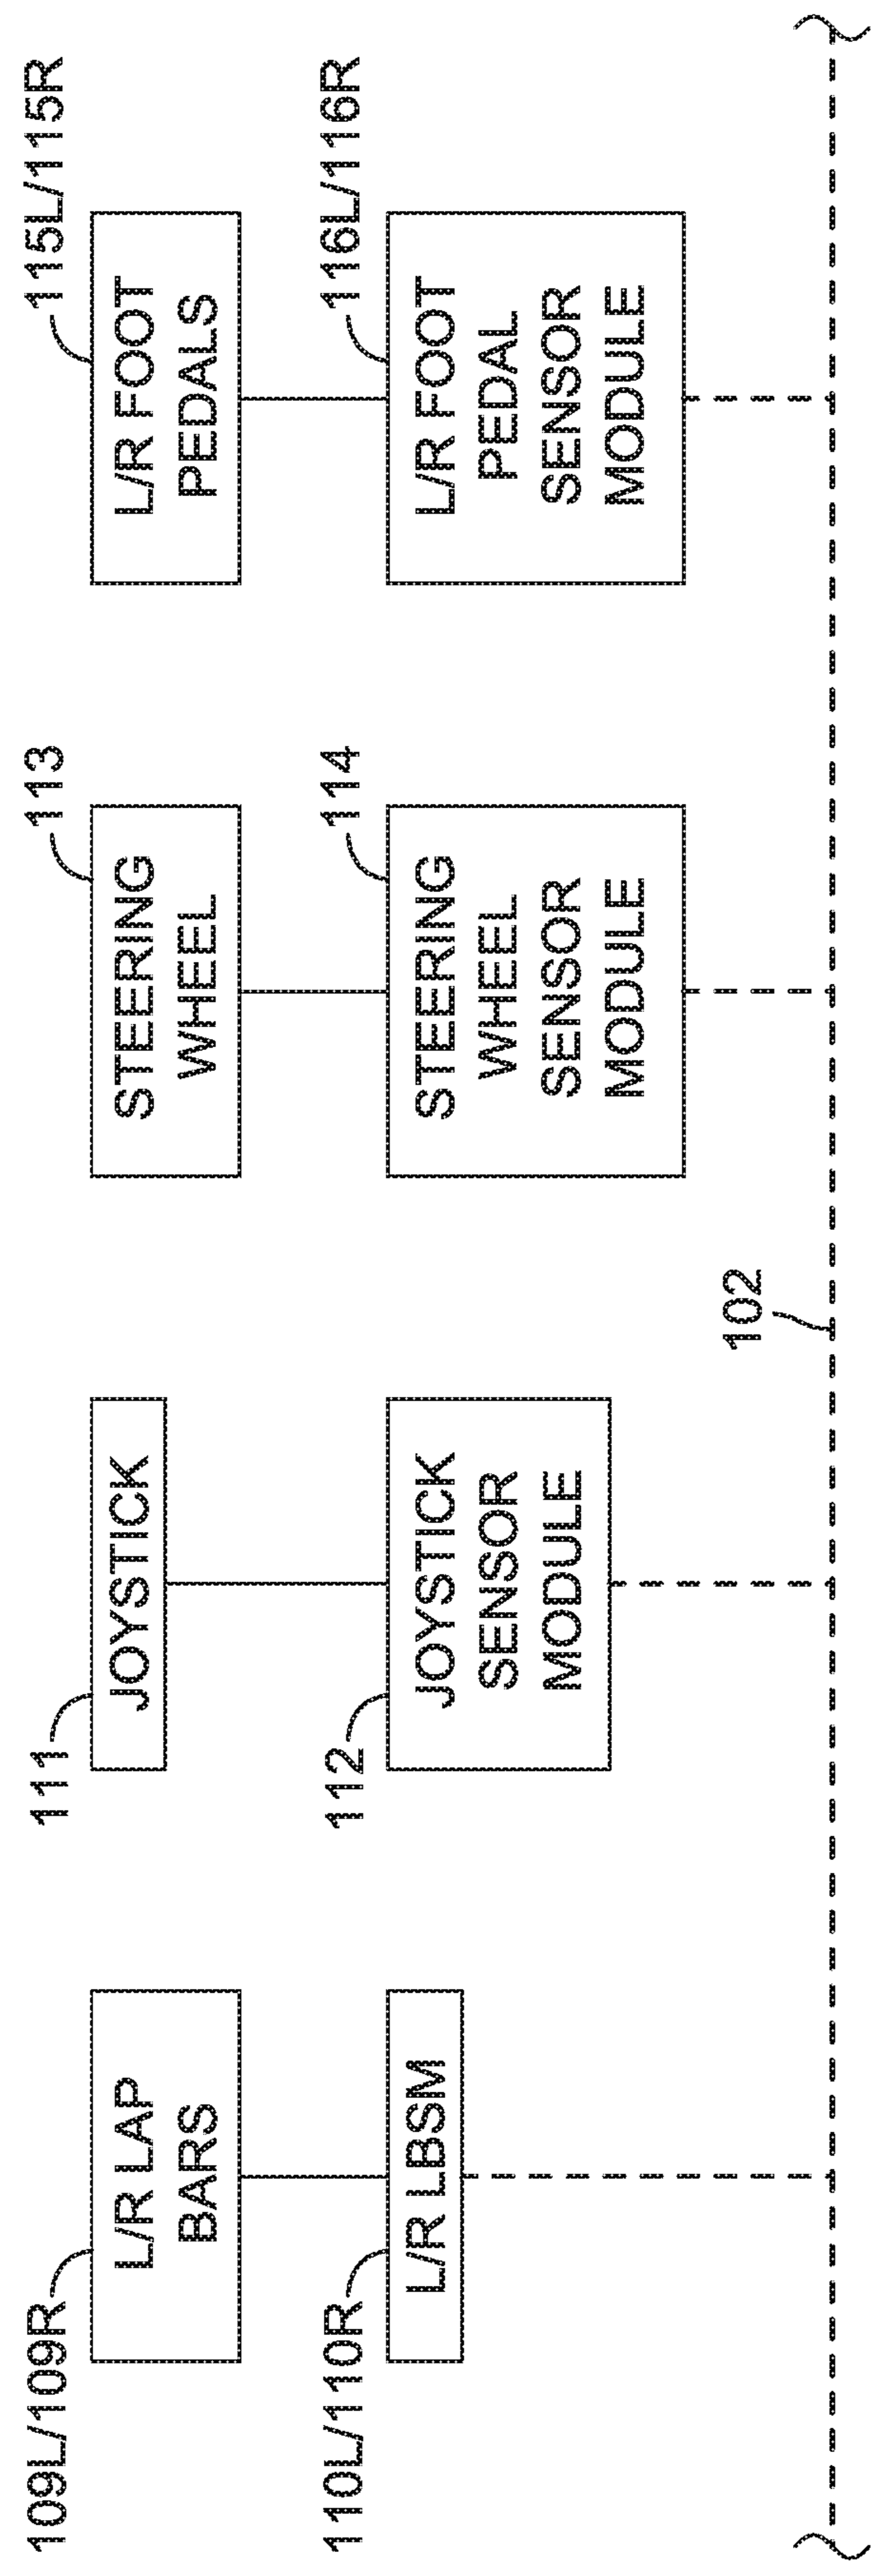 109L/109R
L/R LAP
BARS
110L/110R
L/R LBSM
111
JOYSTICK
112
JOYSTICK
SENSOR
MODULE
102
113
STEERING
WHEEL
114
STEERING
WHEEL
SENSOR
MODULE
115L/115R
L/R FOOT
PEDALS
116L/116R
L/R FOOT
PEDAL
SENSOR
MODULE